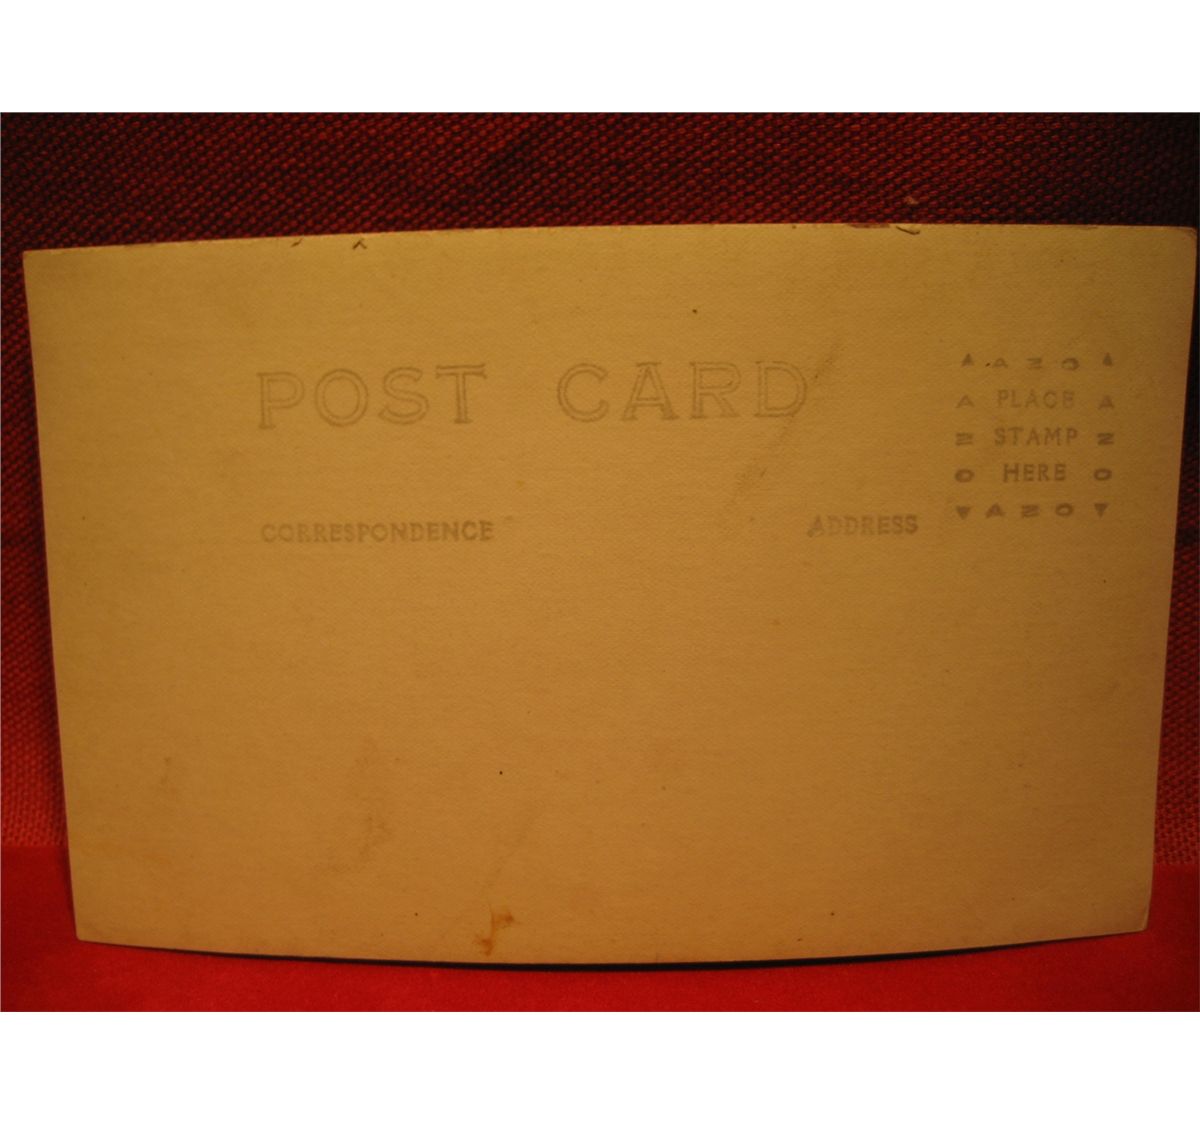 POST CARD
AZO
A PLACE A
Z STAMP Z
O HERE O
AZO
CORRESPONDENCE ADDRESS